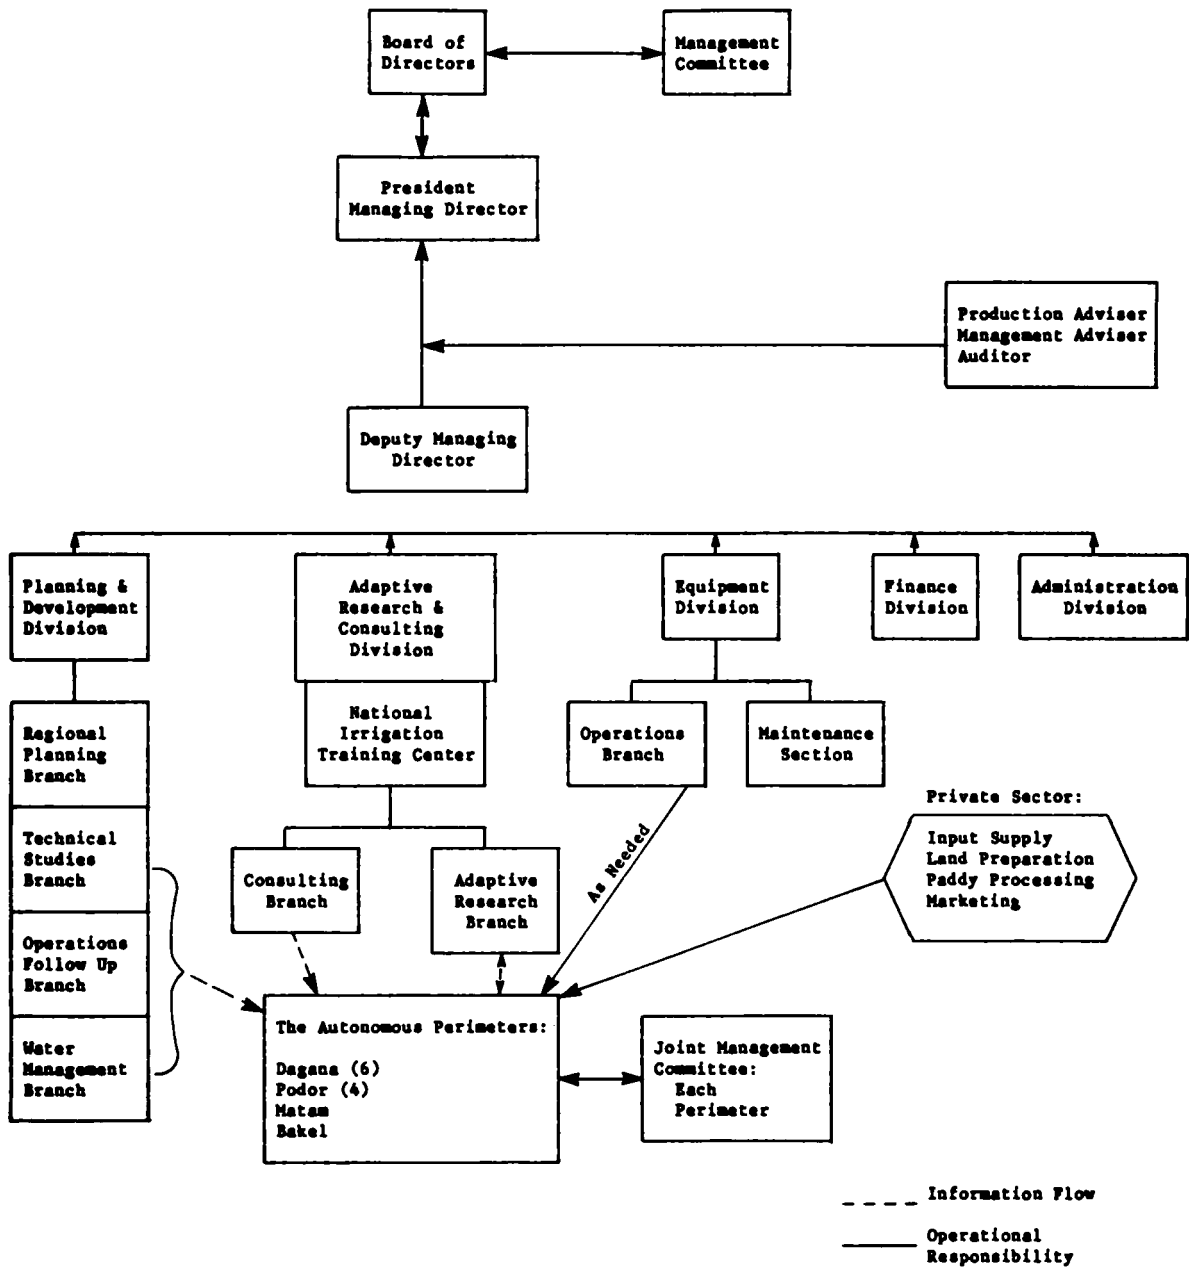 Board of
Directors
Management
Committee
President
Managing Director
Production Adviser
Management Adviser
Auditor
Deputy Managing
Director
Planning &
Development
Division
Adaptive
Research &
Consulting
Division
Equipment
Division
Finance
Division
Administration
Division
Regional
Planning
Branch
National
Irrigation
Training Center
Operations
Branch
Maintenance
Section
Technical
Studies
Branch
Operations
Follow Up
Branch
Water
Management
Branch
Consulting
Branch
Adaptive
Research
Branch
As Needed
Private Sector:
Input Supply
Land Preparation
Paddy Processing
Marketing
The Autonomous Perimeters:
Dagana (6)
Podor (4)
Matam
Bakel
Joint Management
Committee:
Each
Perimeter
Information Flow
Operational
Responsibility